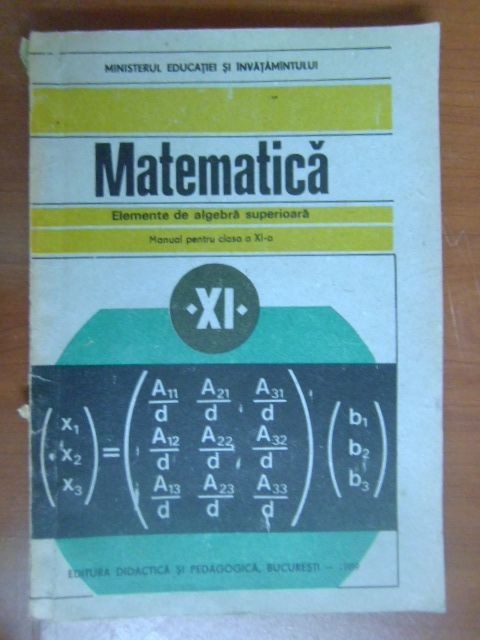 MINISTERUL EDUCAȚIEI ȘI ÎNVĂȚĂMÎNTULUI
Matematică
Elemente de algebră superioară
Manual pentru clasa a XI-a
·XI·
(x₁ x₂ x₃) = (A₁₁/d A₂₁/d A₃₁/d
A₁₂/d A₂₂/d A₃₂/d
A₁₃/d A₂₃/d A₃₃/d) · (b₁ b₂ b₃)
EDITURA DIDACTICĂ ȘI PEDAGOGICĂ, BUCUREȘTI —